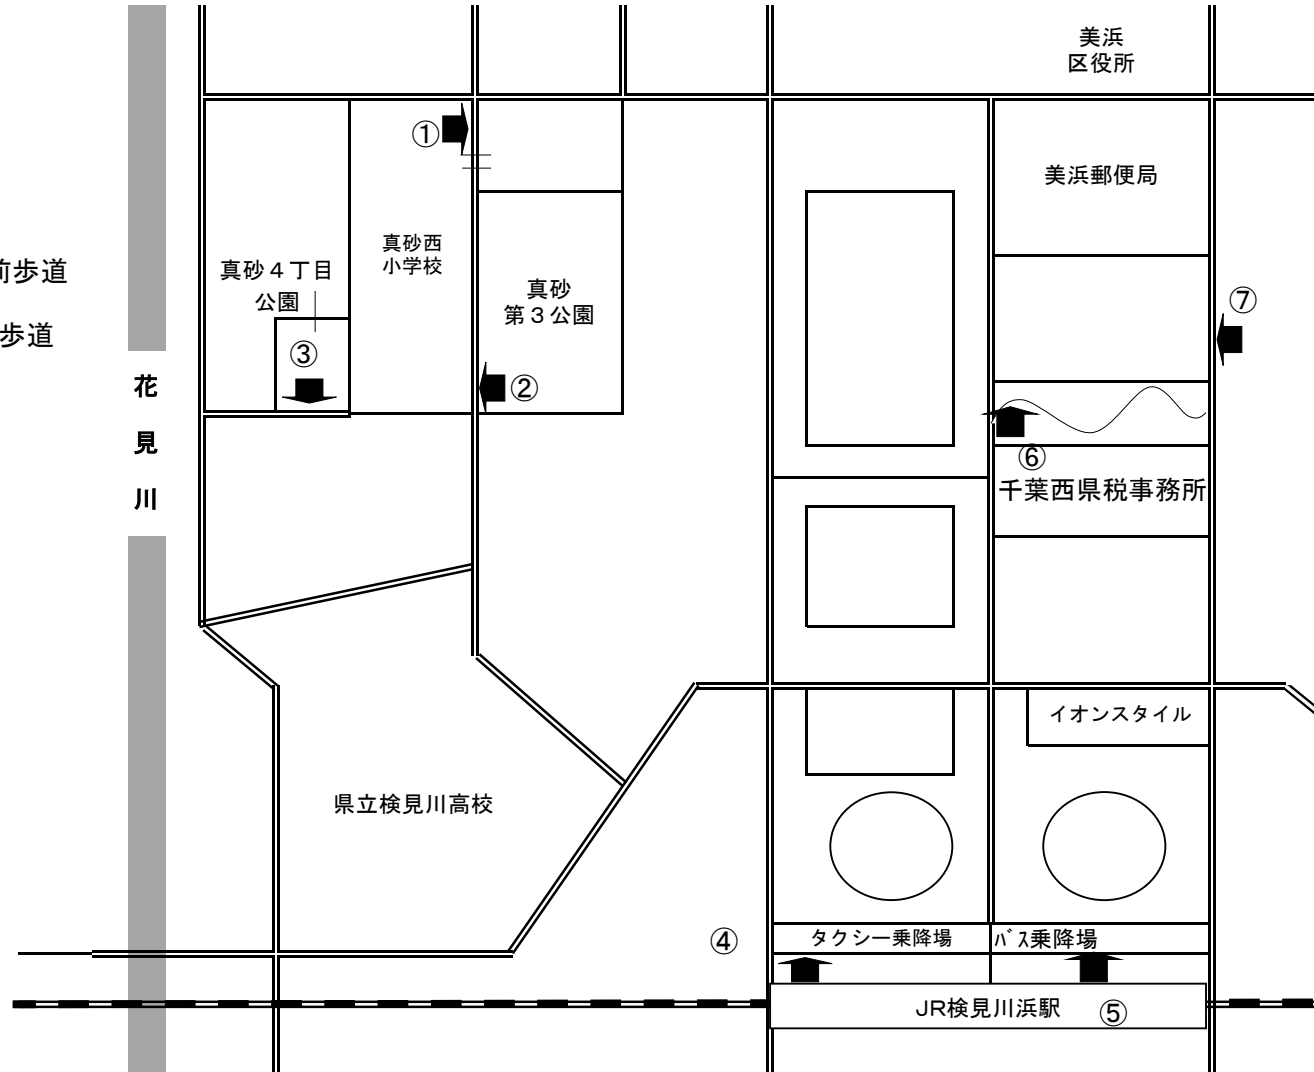 美浜
区役所
①
美浜郵便局
真砂西
小学校
前歩道
真砂４丁目
公園
真砂
第３公園
⑦
歩道
③
②
花
見
川
⑥
千葉西県税事務所
イオンスタイル
県立検見川高校
④
タクシー乗降場
ﾊﾞｽ乗降場
JR検見川浜駅
⑤